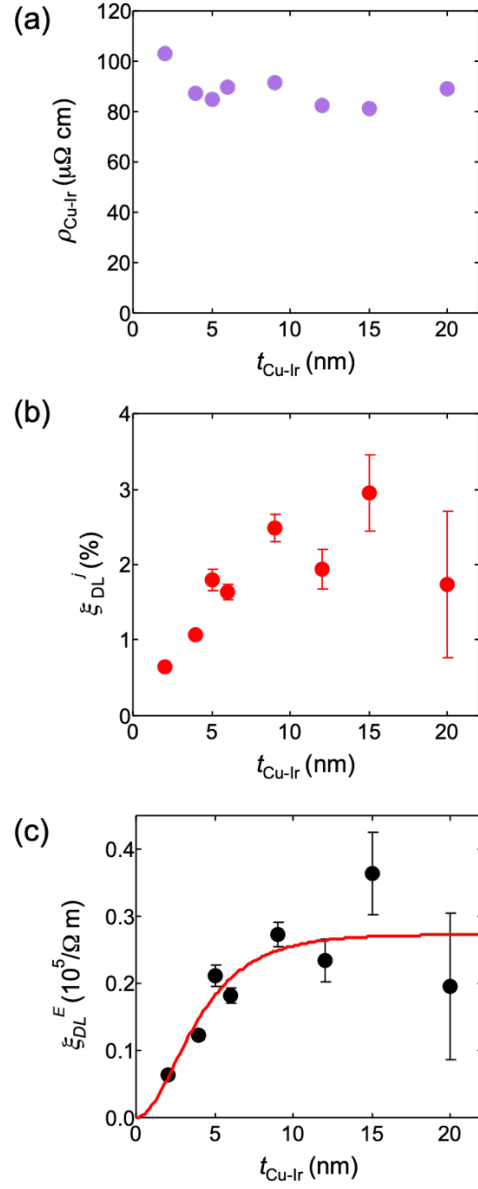 (a)
120
100
80
60
40
20
0
ρCu-Ir (μΩ cm)
0 5 10 15 20
tCu-Ir (nm)
(b)
4
3
2
1
0
ξDL j (%)
0 5 10 15 20
tCu-Ir (nm)
(c)
0.4
0.3
0.2
0.1
0.0
ξDL E (10⁵/Ω m)
0 5 10 15 20
tCu-Ir (nm)